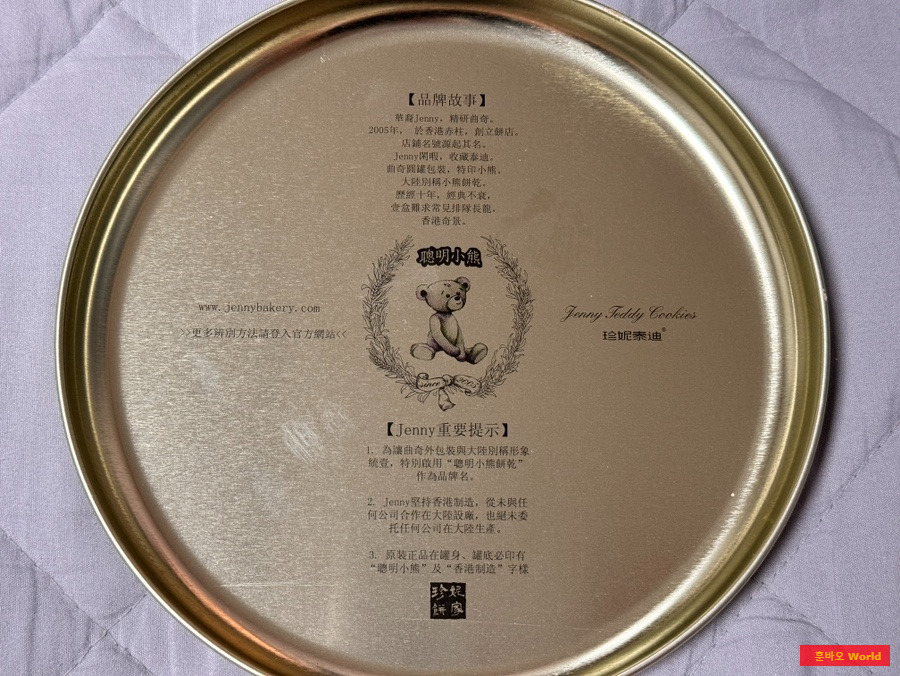 【品牌故事】
華裔Jenny, 精研曲奇。
2005年, 於香港赤柱, 創立餅店。
店鋪名號源起其名。
Jenny閑暇, 收藏泰迪。
曲奇圓罐包裝, 特印小熊。
大陸別稱小熊餅乾。
歷經十年, 經典不衰,
壹盒難求常見排隊長龍,
香港奇景。
聰明小熊
since 2005
www.jennybakery.com
>>更多辨別方法請登入官方網站<<
Jenny Teddy Cookies
珍妮泰迪®
【Jenny重要提示】
1. 為讓曲奇外包裝與大陸別稱形象
統壹, 特別啟用“聰明小熊餅乾”
作為品牌名。
2. Jenny堅持香港制造, 從未與任
何公司合作在大陸設廠, 也絕未委
托任何公司在大陸生產。
3. 原装正品在罐身、罐底必印有
“聰明小熊”及“香港制造”字樣
珍妮
餅家
훈바오 World